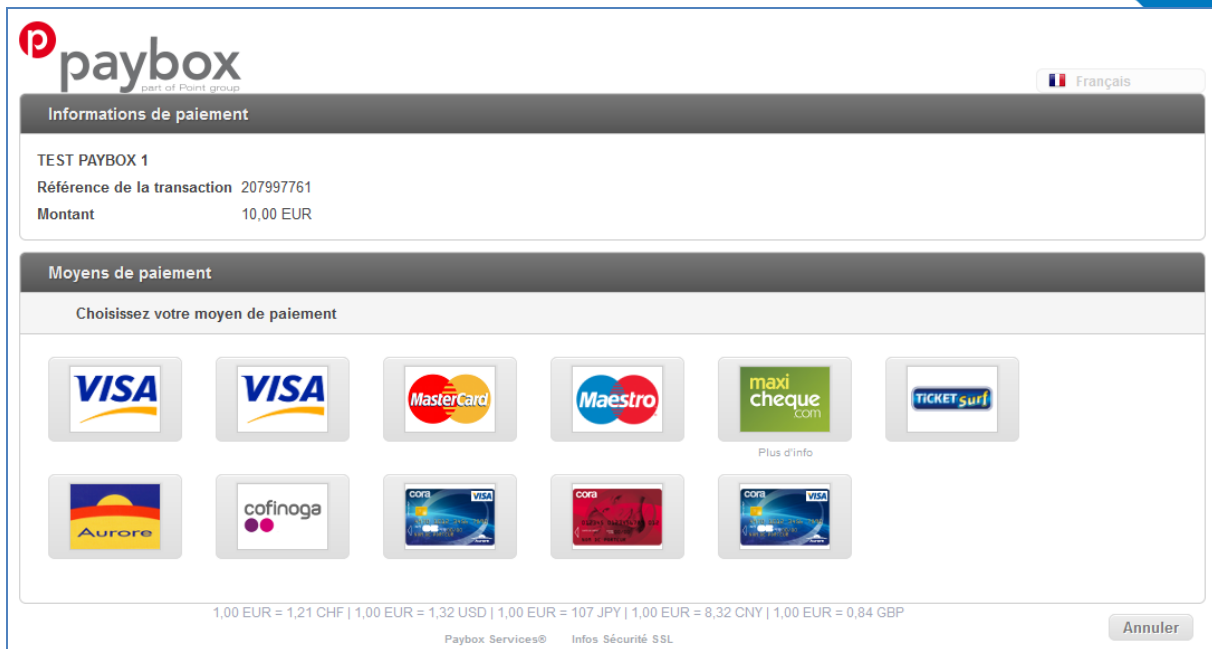 paybox
part of Point group
Français
Informations de paiement
TEST PAYBOX 1
Référence de la transaction 207997761
Montant 10,00 EUR
Moyens de paiement
Choisissez votre moyen de paiement
VISA VISA MasterCard Maestro maxi cheque .com TICKET surf
Plus d'info
Aurore cofinoga cora VISA cora cora VISA
1,00 EUR = 1,21 CHF | 1,00 EUR = 1,32 USD | 1,00 EUR = 107 JPY | 1,00 EUR = 8,32 CNY | 1,00 EUR = 0,84 GBP
Annuler
Paybox Services® Infos Sécurité SSL